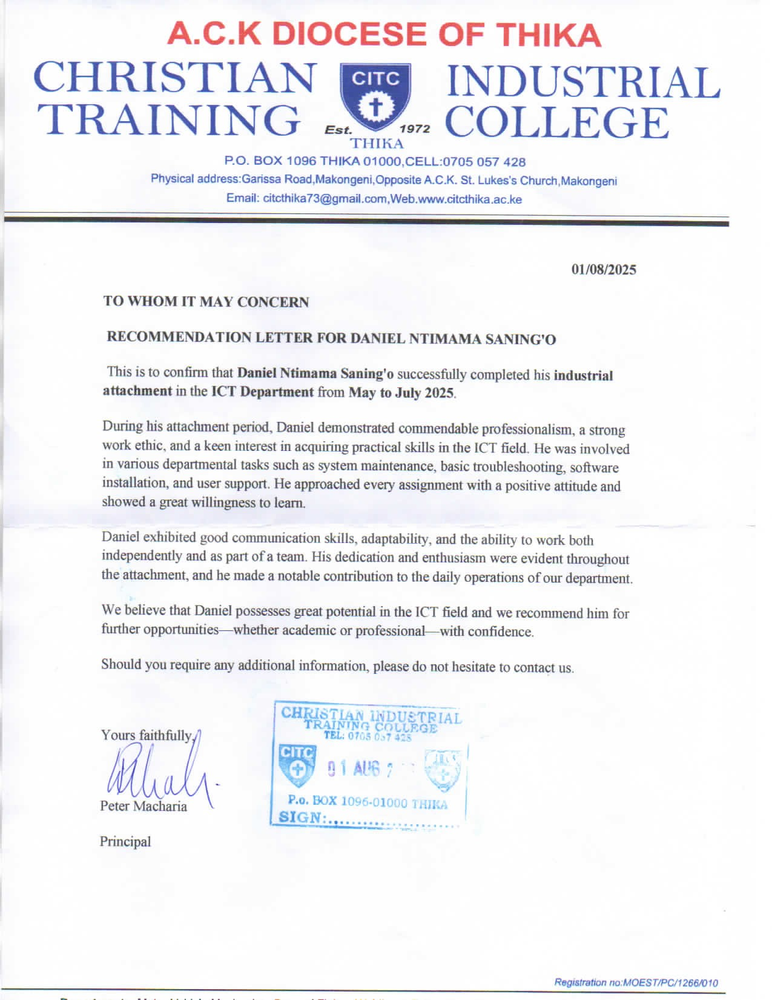 A.C.K DIOCESE OF THIKA
CHRISTIAN INDUSTRIAL
TRAINING COLLEGE
CITC
Est. 1972
THIKA
P.O. BOX 1096 THIKA 01000,CELL:0705 057 428
Physical address:Garissa Road,Makongeni,Opposite A.C.K. St. Lukes's Church,Makongeni
Email: citcthika73@gmail.com,Web.www.citcthika.ac.ke
01/08/2025
TO WHOM IT MAY CONCERN
RECOMMENDATION LETTER FOR DANIEL NTIMAMA SANING'O
This is to confirm that Daniel Ntimama Saning'o successfully completed his industrial
attachment in the ICT Department from May to July 2025.
During his attachment period, Daniel demonstrated commendable professionalism, a strong
work ethic, and a keen interest in acquiring practical skills in the ICT field. He was involved
in various departmental tasks such as system maintenance, basic troubleshooting, software
installation, and user support. He approached every assignment with a positive attitude and
showed a great willingness to learn.
Daniel exhibited good communication skills, adaptability, and the ability to work both
independently and as part of a team. His dedication and enthusiasm were evident throughout
the attachment, and he made a notable contribution to the daily operations of our department.
We believe that Daniel possesses great potential in the ICT field and we recommend him for
further opportunities—whether academic or professional—with confidence.
Should you require any additional information, please do not hesitate to contact us.
Yours faithfully,
Peter Macharia
Principal
CHRISTIAN INDUSTRIAL
TRAINING COLLEGE
TEL: 0705 057 428
CITC
01 AUG
P.o. BOX 1096-01000 THIKA
SIGN:....................
Registration no:MOEST/PC/1266/010